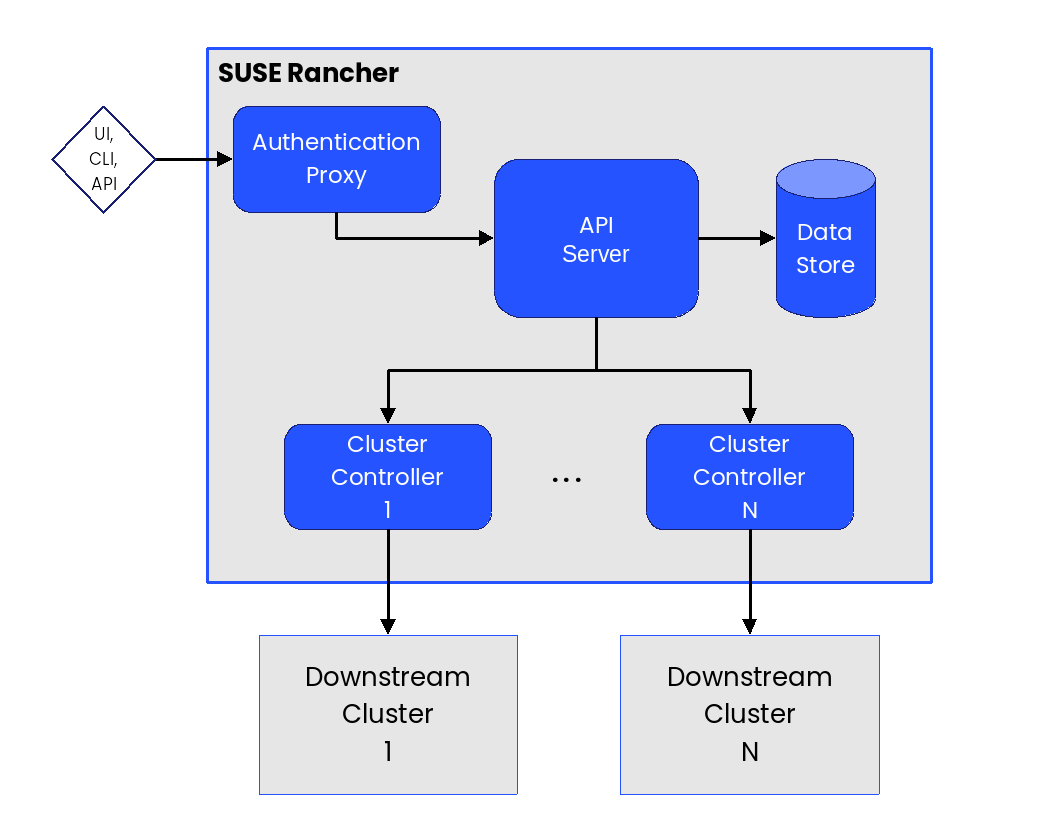 SUSE Rancher
UI,
CLI,
API
Authentication
Proxy
API
Server
Data
Store
Cluster
Controller
1
...
Cluster
Controller
N
Downstream
Cluster
1
Downstream
Cluster
N